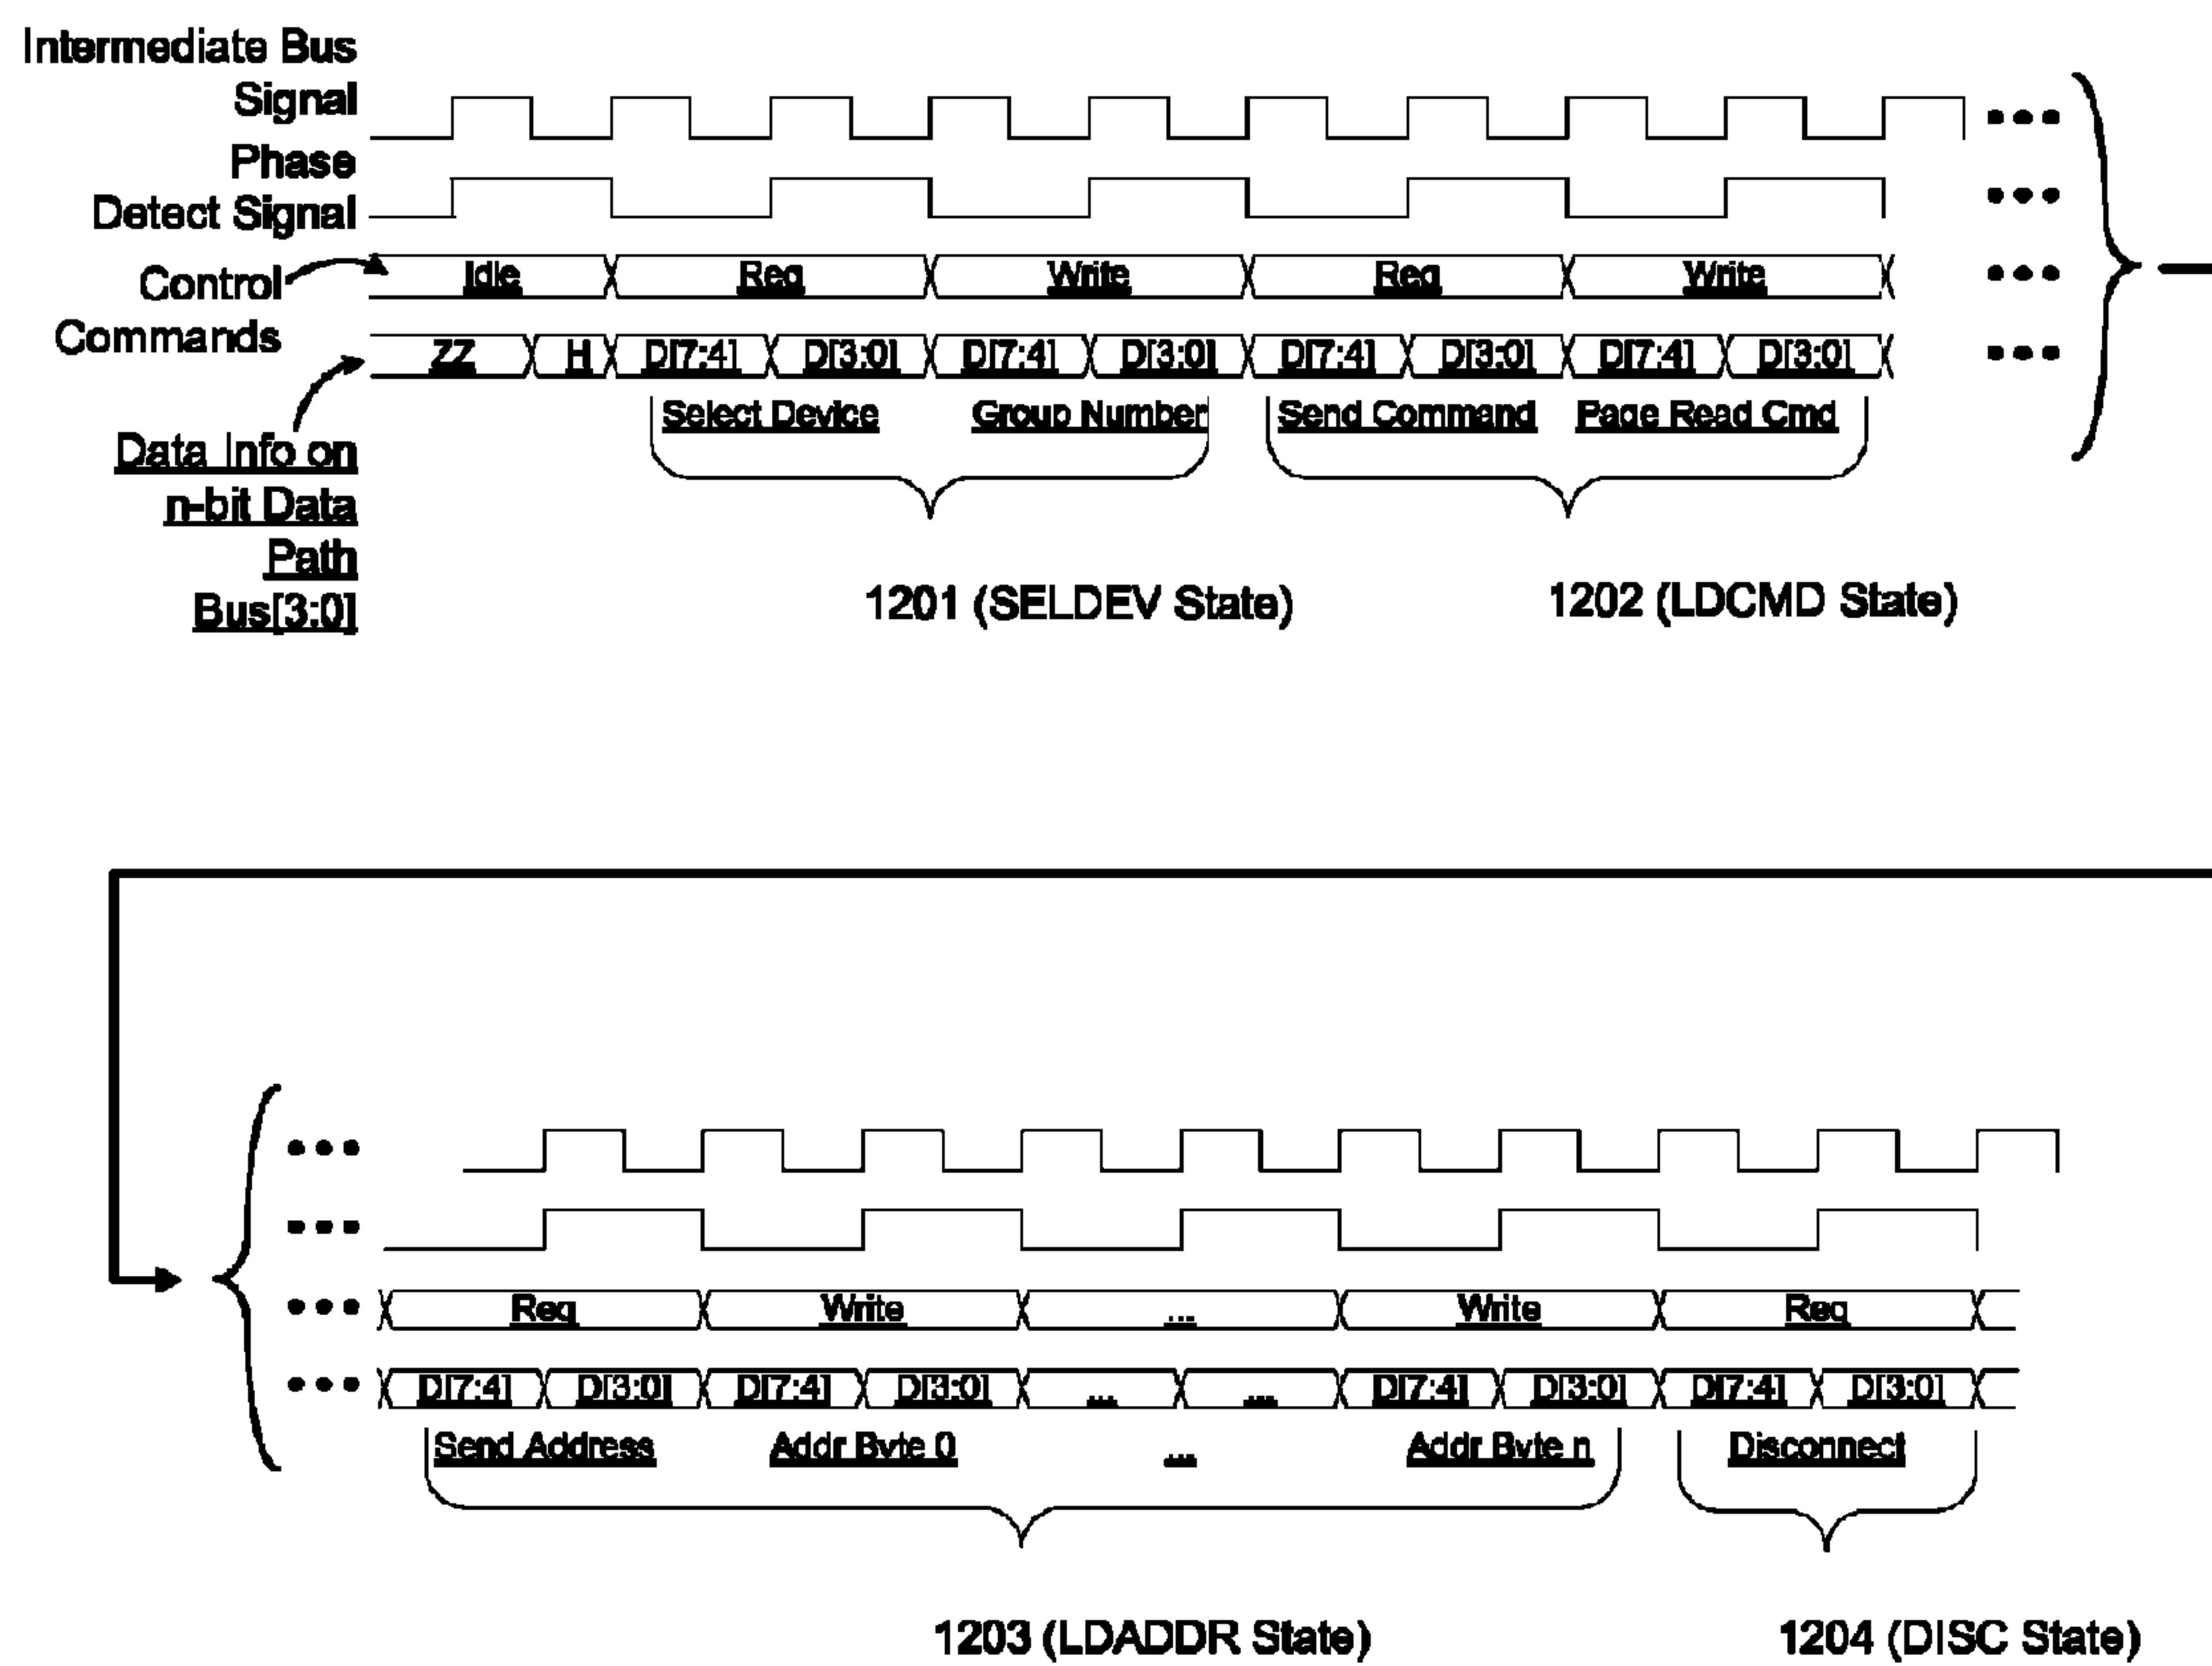 Intermediate Bus
Signal
Phase
Detect Signal
Control
Commands
Idle Req Write Req Write
ZZ H D[7:4] D[3:0] D[7:4] D[3:0] D[7:4] D[3:0] D[7:4] D[3:0]
Select Device Group Number Send Command Page Read Cmd
Data Info on
n-bit Data
Path
Bus[3:0]
1201 (SELDEV State) 1202 (LDCMD State)
Req Write ... Write Req
D[7:4] D[3:0] D[7:4] D[3:0] ... ... D[7:4] D[3:0] D[7:4] D[3:0]
Send Address Addr Byte 0 ... Addr Byte n Disconnect
1203 (LDADDR State) 1204 (DISC State)